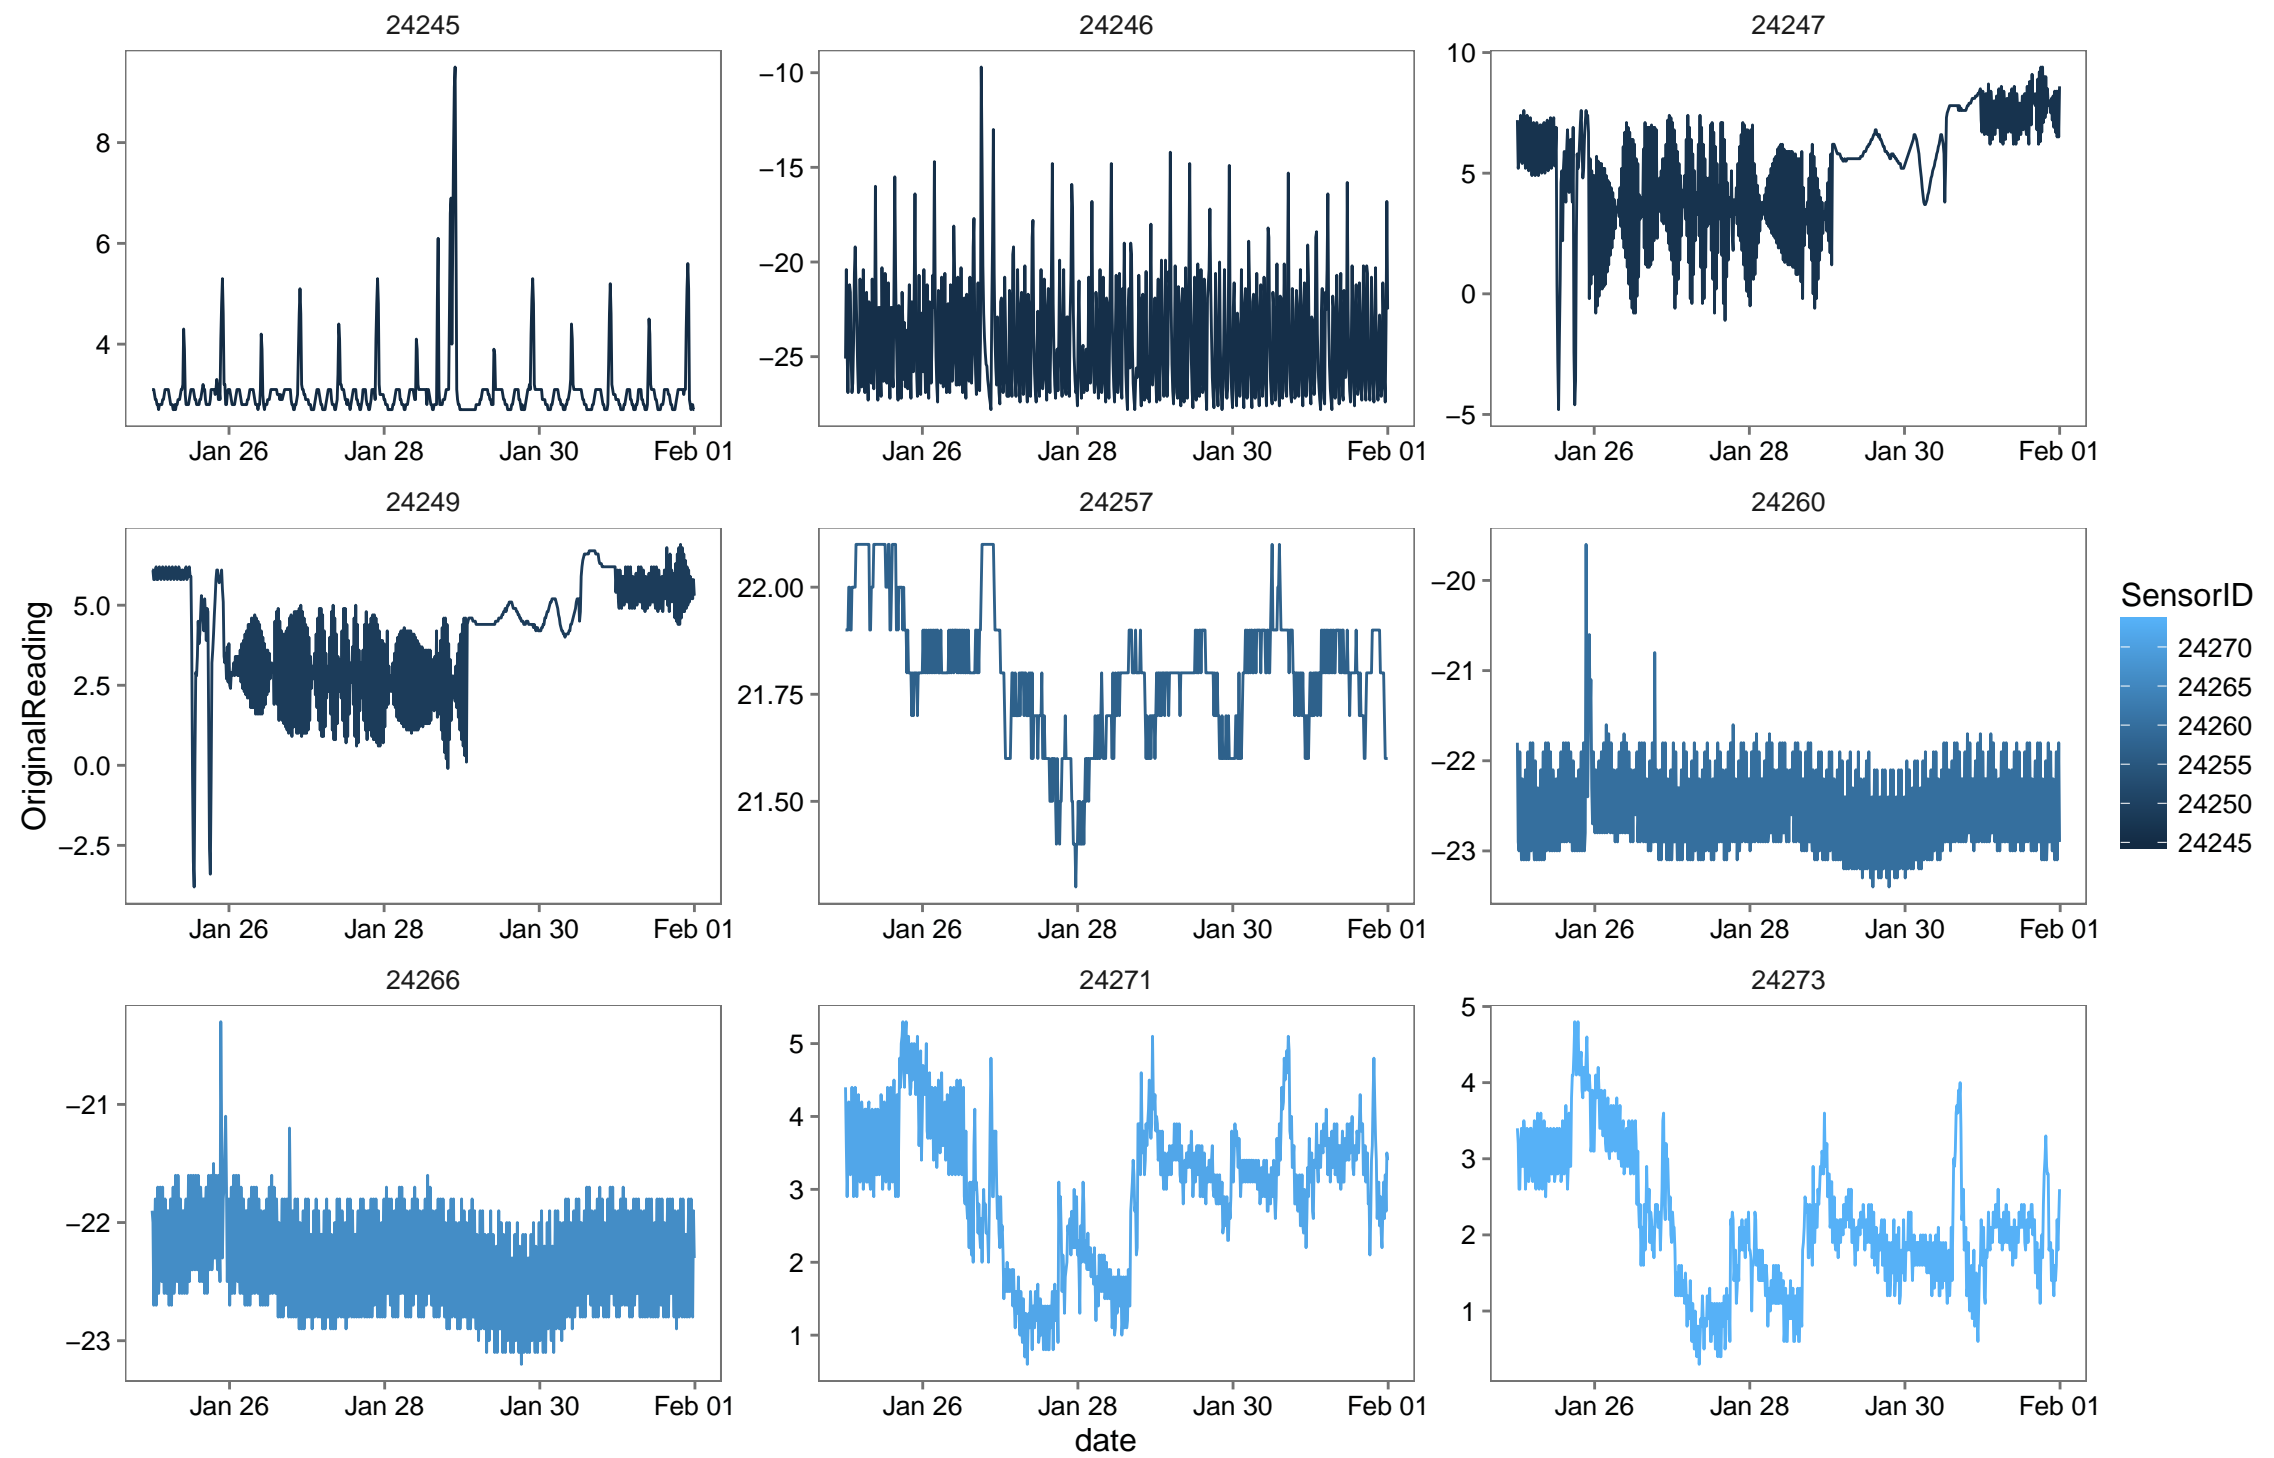 24245 24246 24247
8
6
4
−10
−15
−20
−25
10
5
0
−5
Jan 26 Jan 28 Jan 30 Feb 01
Jan 26 Jan 28 Jan 30 Feb 01
Jan 26 Jan 28 Jan 30 Feb 01
24249 24257 24260
OriginalReading
5.0
2.5
0.0
−2.5
22.00
21.75
21.50
−20
−21
−22
−23
Jan 26 Jan 28 Jan 30 Feb 01
Jan 26 Jan 28 Jan 30 Feb 01
Jan 26 Jan 28 Jan 30 Feb 01
SensorID
24270
24265
24260
24255
24250
24245
24266 24271 24273
−21
−22
−23
5
4
3
2
1
5
4
3
2
1
Jan 26 Jan 28 Jan 30 Feb 01
Jan 26 Jan 28 Jan 30 Feb 01
Jan 26 Jan 28 Jan 30 Feb 01
date